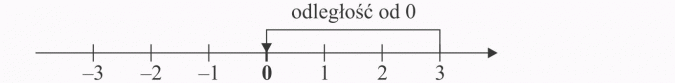 odległość od 0
–3 –2 –1 0 1 2 3